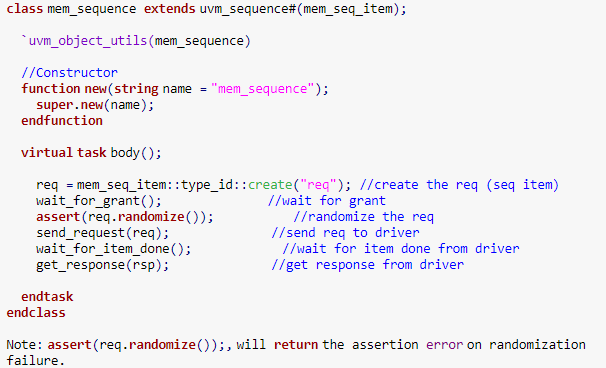 class mem_sequence extends uvm_sequence#(mem_seq_item);
`uvm_object_utils(mem_sequence)
//Constructor
function new(string name = "mem_sequence");
super.new(name);
endfunction
virtual task body();
req = mem_seq_item::type_id::create("req"); //create the req (seq item)
wait_for_grant(); //wait for grant
assert(req.randomize()); //randomize the req
send_request(req); //send req to driver
wait_for_item_done(); //wait for item done from driver
get_response(rsp); //get response from driver
endtask
endclass
Note: assert(req.randomize());, will return the assertion error on randomization
failure.